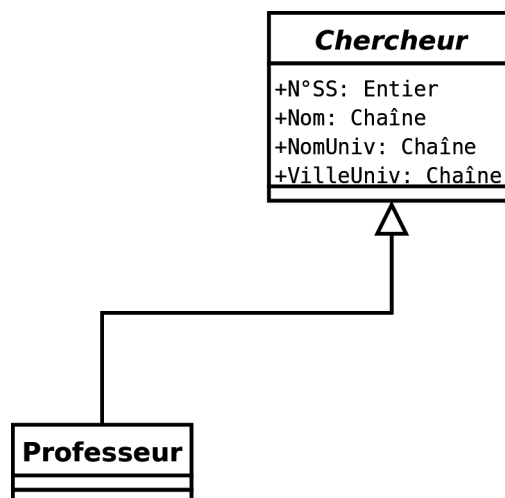 Chercheur
+N°SS: Entier
+Nom: Chaîne
+NomUniv: Chaîne
+VilleUniv: Chaîne
Professeur